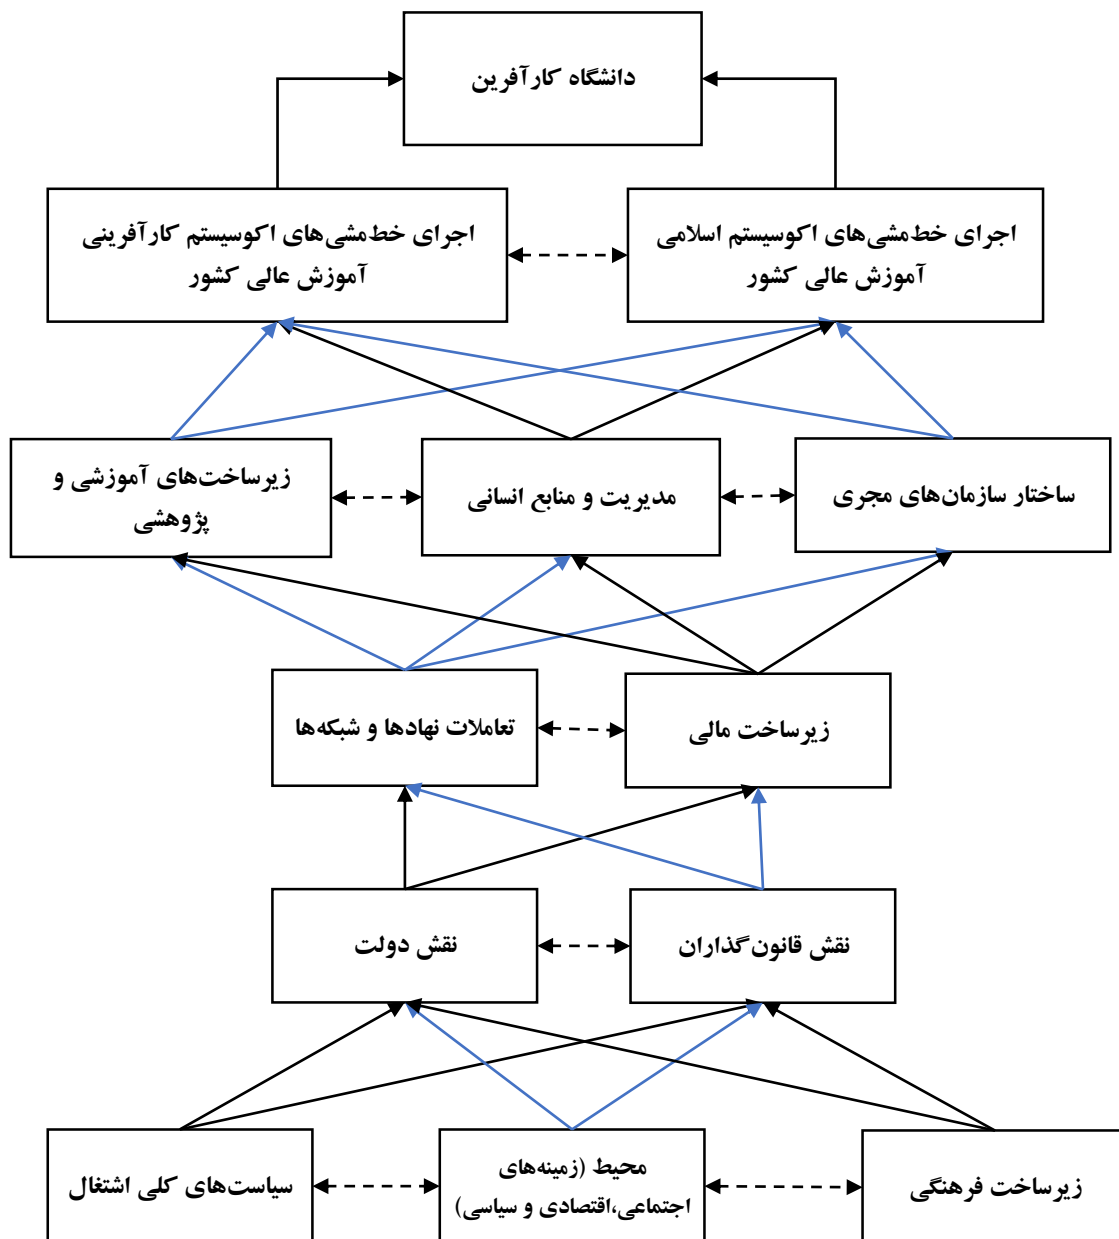 دانشگاه کارآفرین
اجرای خط‌مشی‌های اکوسیستم اسلامی
آموزش عالی کشور
اجرای خط‌مشی‌های اکوسیستم کارآفرینی
آموزش عالی کشور
ساختار سازمان‌های مجری
مدیریت و منابع انسانی
زیرساخت‌های آموزشی و
پژوهشی
زیرساخت مالی
تعاملات نهادها و شبکه‌ها
نقش قانون‌گذاران
نقش دولت
زیرساخت فرهنگی
محیط (زمینه‌های
اجتماعی،اقتصادی و سیاسی)
سیاست‌های کلی اشتغال